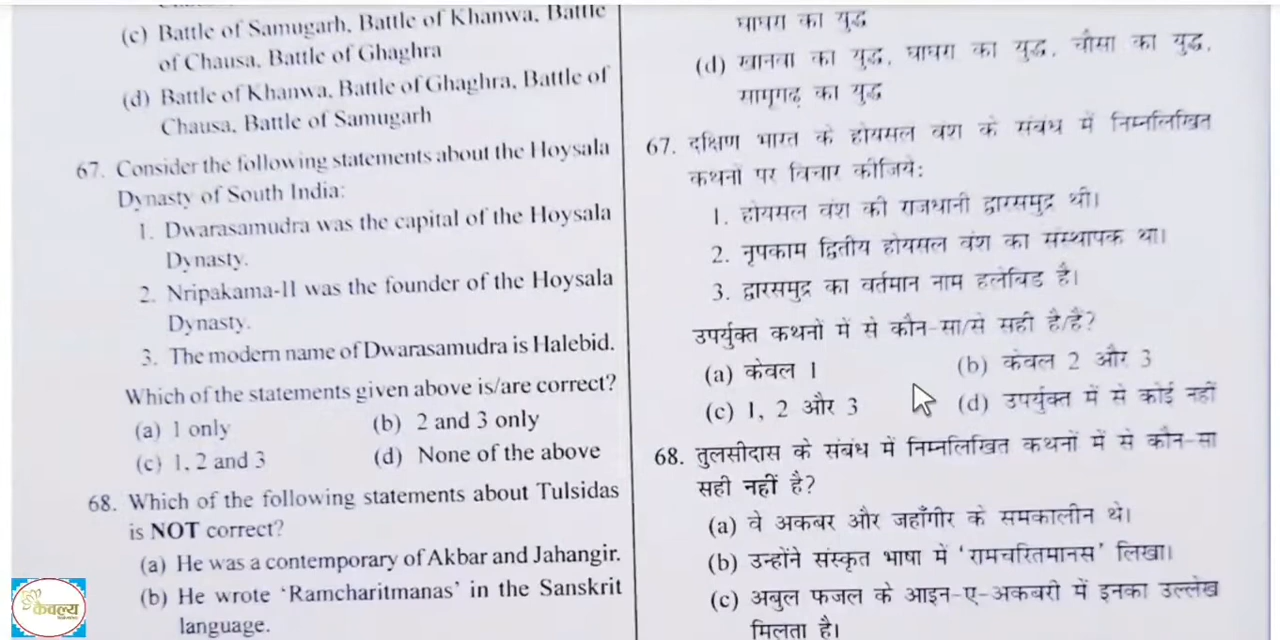 (c) Battle of Samugarh, Battle of Khanwa, Battle
of Chausa, Battle of Ghaghra
(d) Battle of Khanwa, Battle of Ghaghra, Battle of
Chausa, Battle of Samugarh
67. Consider the following statements about the Hoysala
Dynasty of South India:
1. Dwarasamudra was the capital of the Hoysala
Dynasty.
2. Nripakama-II was the founder of the Hoysala
Dynasty.
3. The modern name of Dwarasamudra is Halebid.
Which of the statements given above is/are correct?
(a) 1 only (b) 2 and 3 only
(c) 1, 2 and 3 (d) None of the above
68. Which of the following statements about Tulsidas
is NOT correct?
(a) He was a contemporary of Akbar and Jahangir.
(b) He wrote ‘Ramcharitmanas’ in the Sanskrit
language.
घाघरा का युद्ध
(d) खानवा का युद्ध, घाघरा का युद्ध, चौसा का युद्ध,
सामूगढ़ का युद्ध
67. दक्षिण भारत के होयसल वंश के संबंध में निम्नलिखित
कथनों पर विचार कीजिये:
1. होयसल वंश की राजधानी द्वारसमुद्र थी।
2. नृपकाम द्वितीय होयसल वंश का संस्थापक था।
3. द्वारसमुद्र का वर्तमान नाम हलेबिड है।
उपर्युक्त कथनों में से कौन-सा/से सही है/हैं?
(a) केवल 1 (b) केवल 2 और 3
(c) 1, 2 और 3 (d) उपर्युक्त में से कोई नहीं
68. तुलसीदास के संबंध में निम्नलिखित कथनों में से कौन-सा
सही नहीं है?
(a) वे अकबर और जहाँगीर के समकालीन थे।
(b) उन्होंने संस्कृत भाषा में ‘रामचरितमानस’ लिखा।
(c) अबुल फजल के आइन-ए-अकबरी में इनका उल्लेख
मिलता है।
कैवल्य